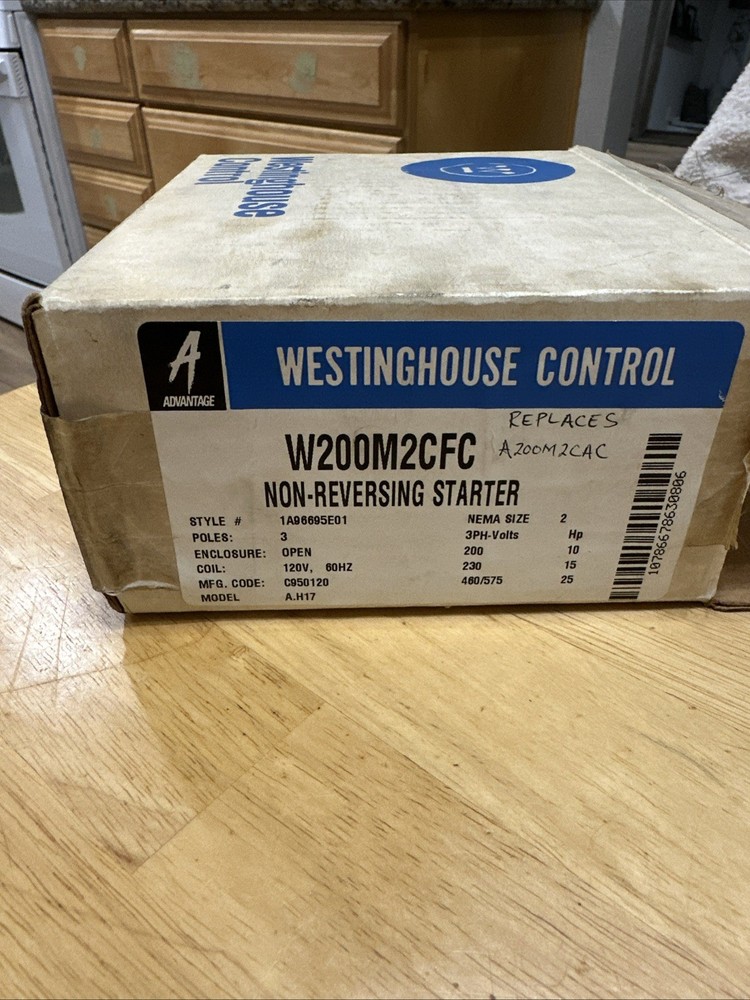 Westinghouse
Control
W
A
ADVANTAGE
WESTINGHOUSE CONTROL
REPLACES
A200M2CAC
W200M2CFC
NON-REVERSING STARTER
STYLE # 1A96695E01 NEMA SIZE 2
POLES: 3 3PH-Volts Hp
ENCLOSURE: OPEN 200 10
COIL: 120V, 60HZ 230 15
MFG. CODE: C950120 460/575 25
MODEL A.H17
10786678630806